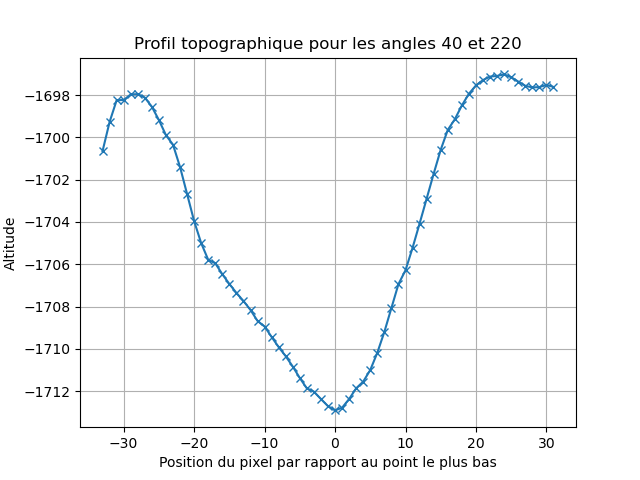 Profil topographique pour les angles 40 et 220
Altitude
−1698
−1700
−1702
−1704
−1706
−1708
−1710
−1712
−30 −20 −10 0 10 20 30
Position du pixel par rapport au point le plus bas